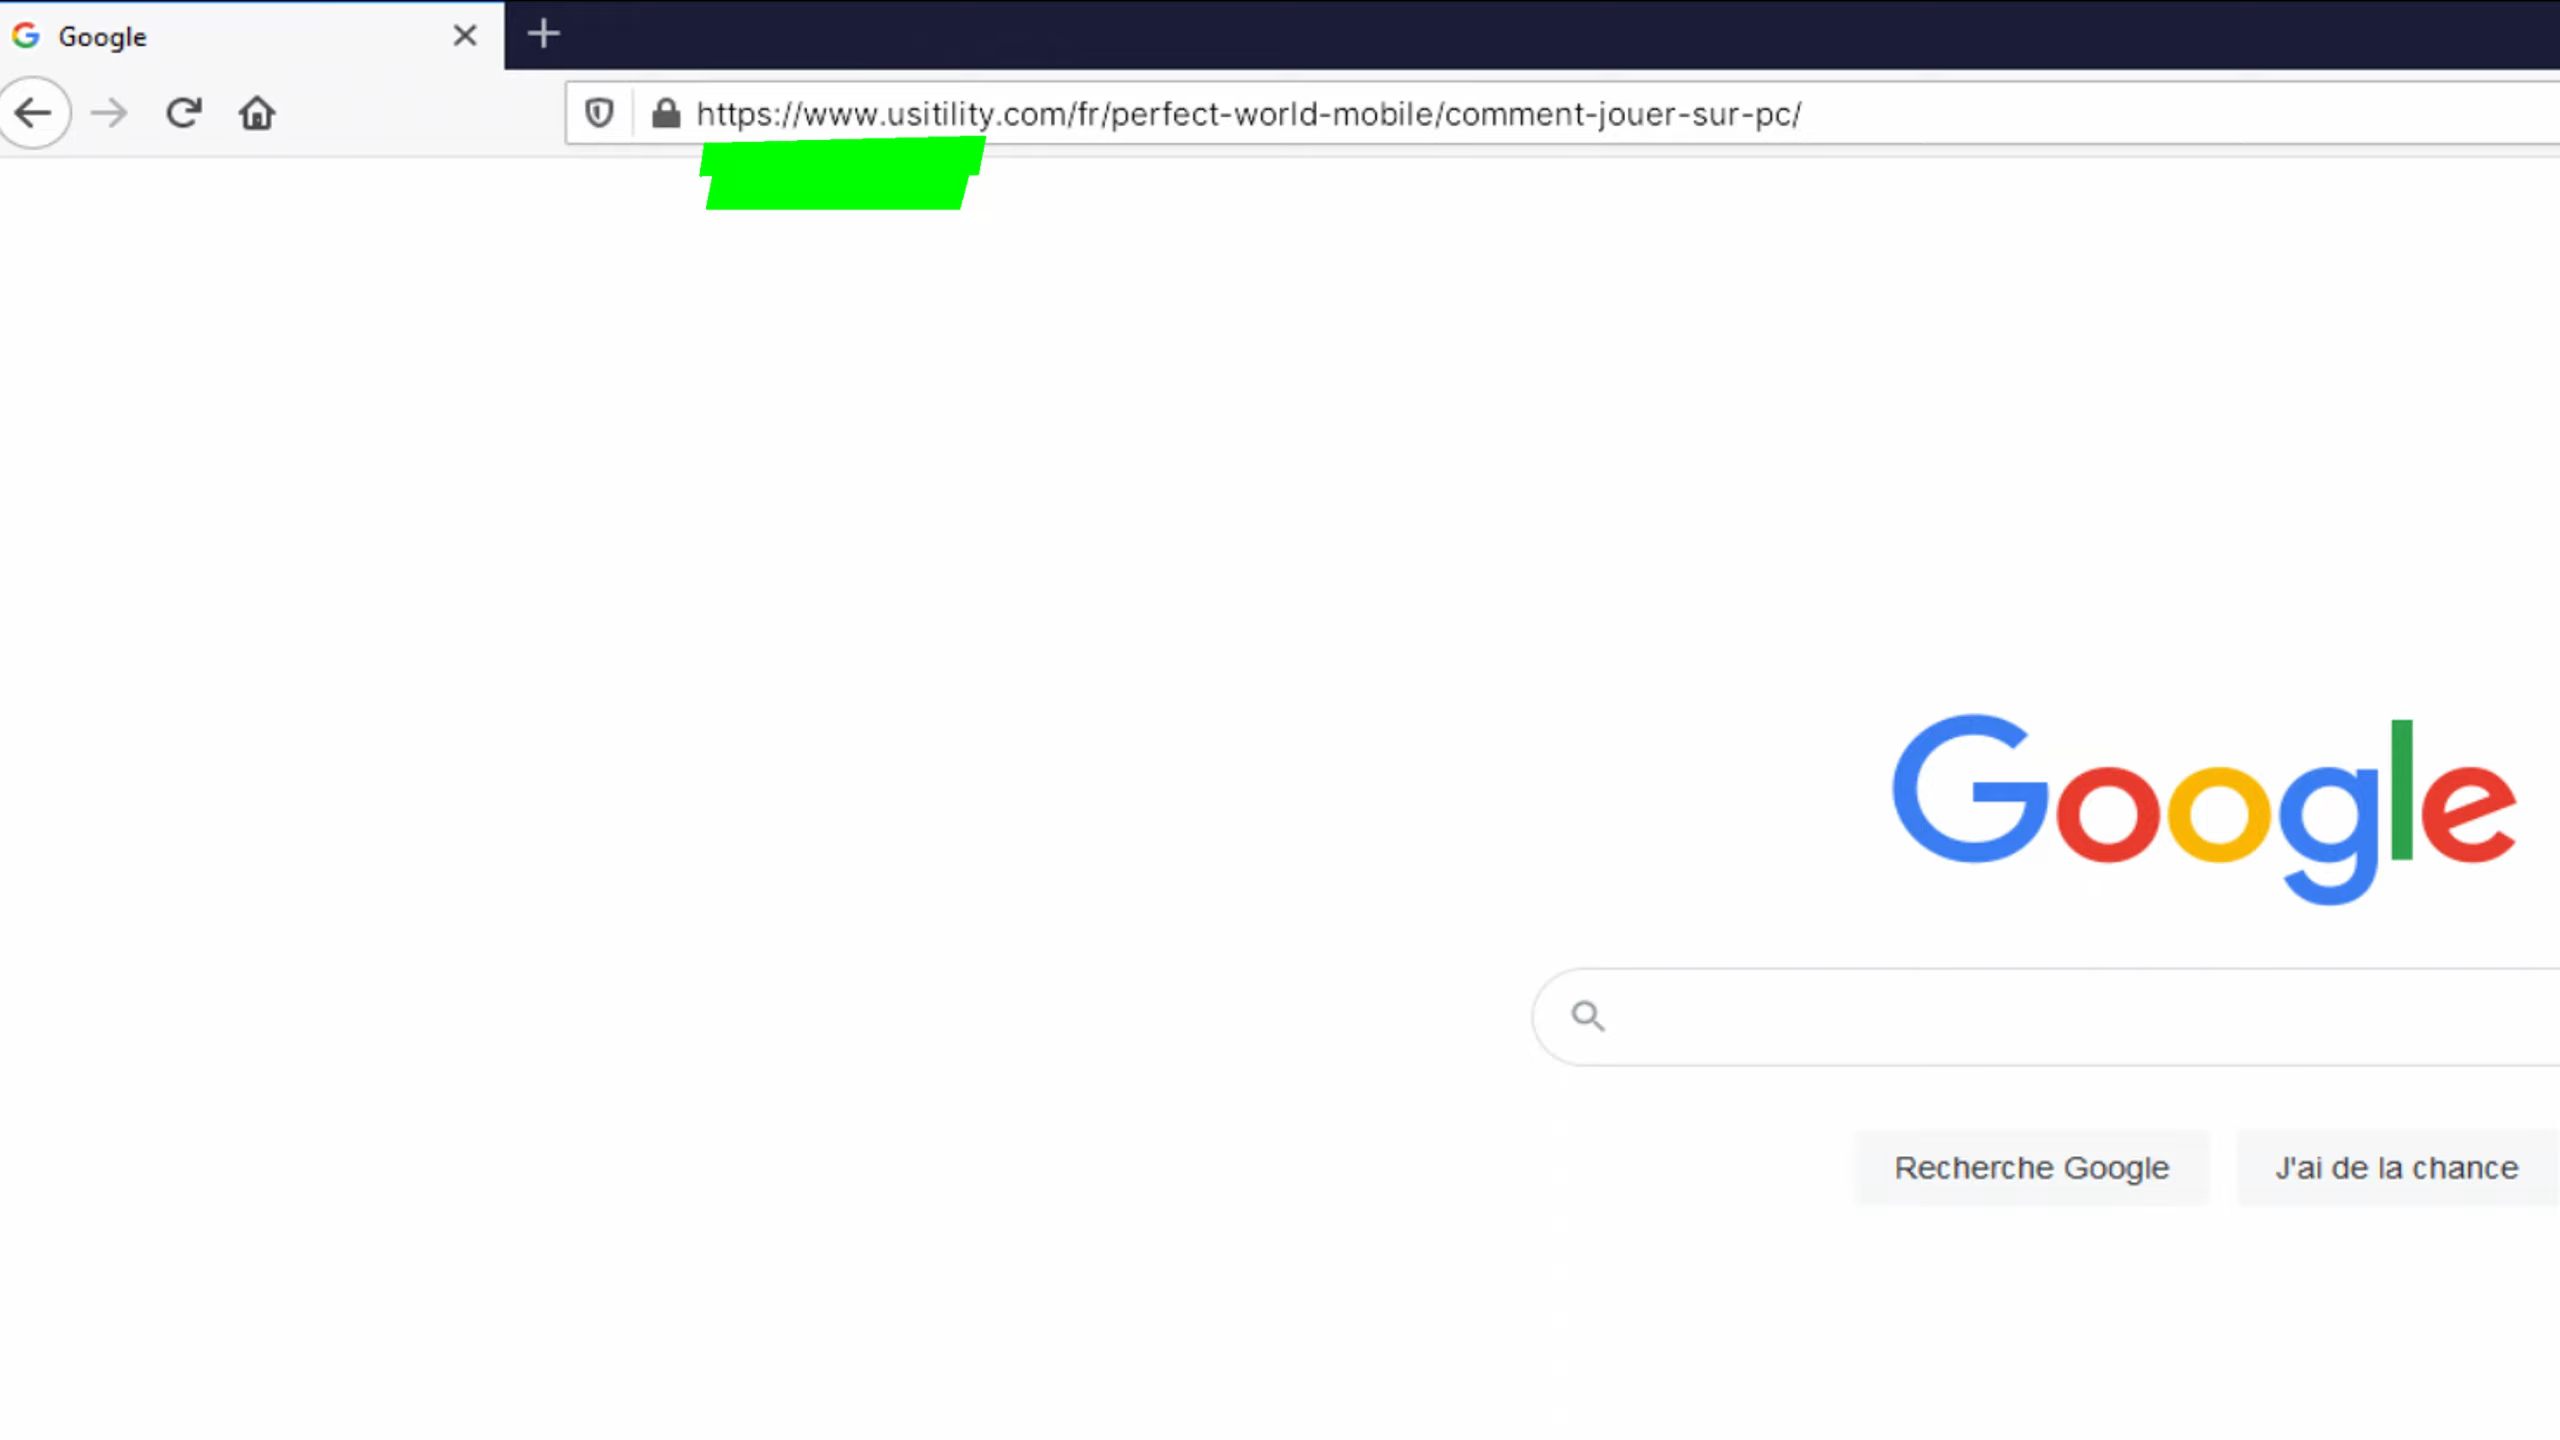 Google
https://www.usitility.com/fr/perfect-world-mobile/comment-jouer-sur-pc/
Google
Recherche Google
J'ai de la chance